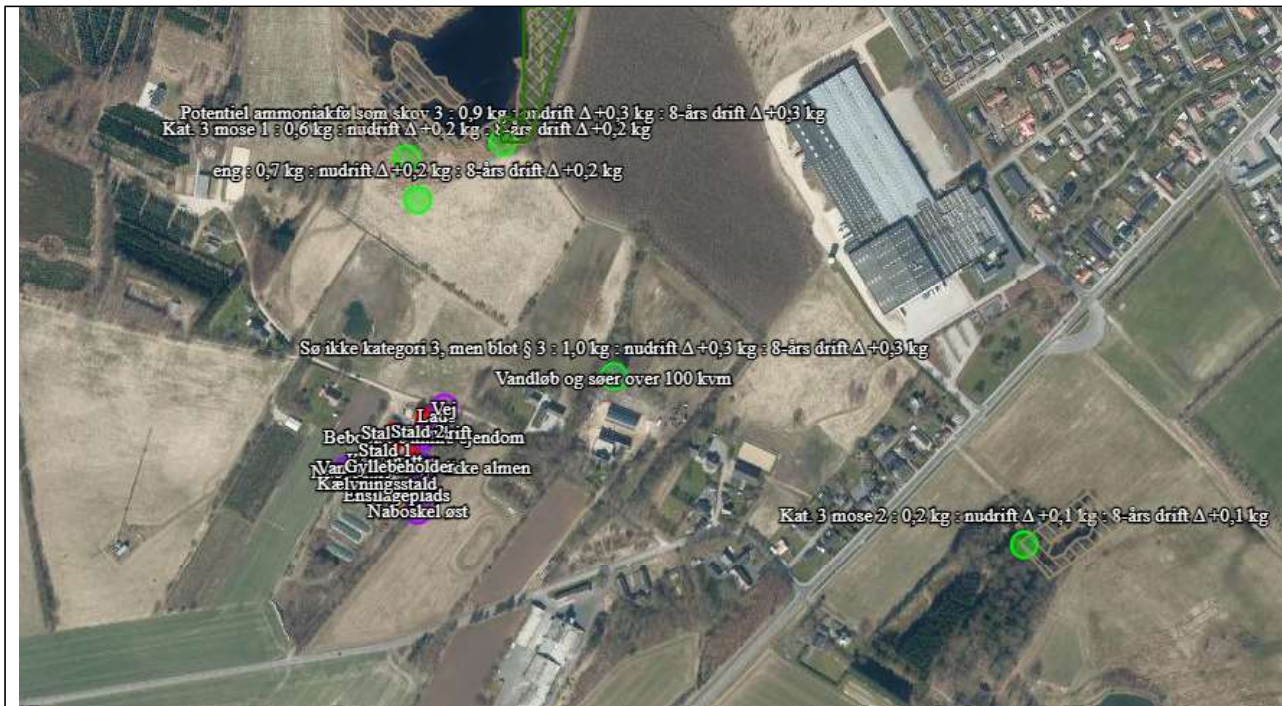 Potentiel ammoniakfø som skov 3 : 0,9 kg : nudrift Δ +0,3 kg : 8-års drift Δ +0,3 kg
Kat. 3 mose 1 : 0,6 kg : nudrift Δ +0,2 kg : 8-års drift Δ +0,2 kg
eng : 0,7 kg : nudrift Δ +0,2 kg : 8-års drift Δ +0,2 kg
Sø ikke kategori 3, men blot § 3 : 1,0 kg : nudrift Δ +0,3 kg : 8-års drift Δ +0,3 kg
Vandløb og søer over 100 kvm
Vej
Stald 2
ejendom
Stald 1
Gyllebeholder ikke almen
Kælvningsstald
Ensilageplads
Naboskel øst
Kat. 3 mose 2 : 0,2 kg : nudrift Δ +0,1 kg : 8-års drift Δ +0,1 kg